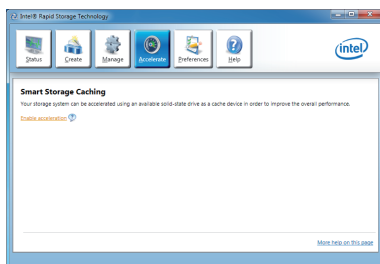 Intel® Rapid Storage Technology
Status Create Manage Accelerate Preferences Help
intel
Smart Storage Caching
Your storage system can be accelerated using an available solid-state drive as a cache device in order to improve the overall performance.
Enable acceleration ?
More help on this page